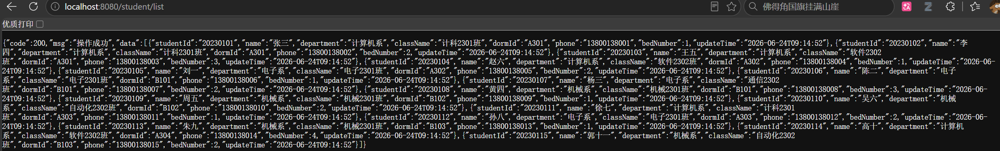 localhost:8080/student/list
佛得角国旗挂满山崖
优质打印
{"code":200,"msg":"操作成功","data":[{"studentId":"20230101","name":"张三","department":"计算机系","className":"计科2301班","dormId":"A301","phone":"13800138001","bedNumber":1,"updateTime":"2026-06-24T09:14:52"},{"studentId":"20230102","name":"李
四","department":"计算机系","className":"计科2301班","dormId":"A301","phone":"13800138002","bedNumber":2,"updateTime":"2026-06-24T09:14:52"},{"studentId":"20230103","name":"王五","department":"计算机系","className":"软件2302
班","dormId":"A301","phone":"13800138003","bedNumber":3,"updateTime":"2026-06-24T09:14:52"},{"studentId":"20230104","name":"赵六","department":"计算机系","className":"软件2302班","dormId":"A302","phone":"13800138004","bedNumber":1,"updateTime":"2026-06-
24T09:14:52"},{"studentId":"20230105","name":"刘一","department":"电子系","className":"电子2301班","dormId":"A302","phone":"13800138005","bedNumber":2,"updateTime":"2026-06-24T09:14:52"},{"studentId":"20230106","name":"陈二","department":"电子
系","className":"电子2301班","dormId":"B101","phone":"13800138006","bedNumber":1,"updateTime":"2026-06-24T09:14:52"},{"studentId":"20230107","name":"杨三","department":"电子系","className":"通信2302
班","dormId":"B101","phone":"13800138007","bedNumber":2,"updateTime":"2026-06-24T09:14:52"},{"studentId":"20230108","name":"黄四","department":"机械系","className":"机械2301班","dormId":"B101","phone":"13800138008","bedNumber":3,"updateTime":"2026-06-
24T09:14:52"},{"studentId":"20230109","name":"周五","department":"机械系","className":"机械2301班","dormId":"B102","phone":"13800138009","bedNumber":1,"updateTime":"2026-06-24T09:14:52"},{"studentId":"20230110","name":"吴六","department":"机械
系","className":"自动化2302班","dormId":"B102","phone":"13800138010","bedNumber":2,"updateTime":"2026-06-24T09:14:52"},{"studentId":"20230111","name":"徐七","department":"计算机系","className":"计科2301
班","dormId":"A303","phone":"13800138011","bedNumber":1,"updateTime":"2026-06-24T09:14:52"},{"studentId":"20230112","name":"孙八","department":"电子系","className":"电子2301班","dormId":"A303","phone":"13800138012","bedNumber":2,"updateTime":"2026-06-
24T09:14:52"},{"studentId":"20230113","name":"朱九","department":"机械系","className":"机械2301班","dormId":"B103","phone":"13800138013","bedNumber":1,"updateTime":"2026-06-24T09:14:52"},{"studentId":"20230114","name":"高十","department":"计算机
系","className":"软件2302班","dormId":"A304","phone":"13800138014","bedNumber":4,"updateTime":"2026-06-24T09:14:52"},{"studentId":"20230115","name":"郭十一","department":"机械系","className":"自动化2302
班","dormId":"B103","phone":"13800138015","bedNumber":2,"updateTime":"2026-06-24T09:14:52"}]}